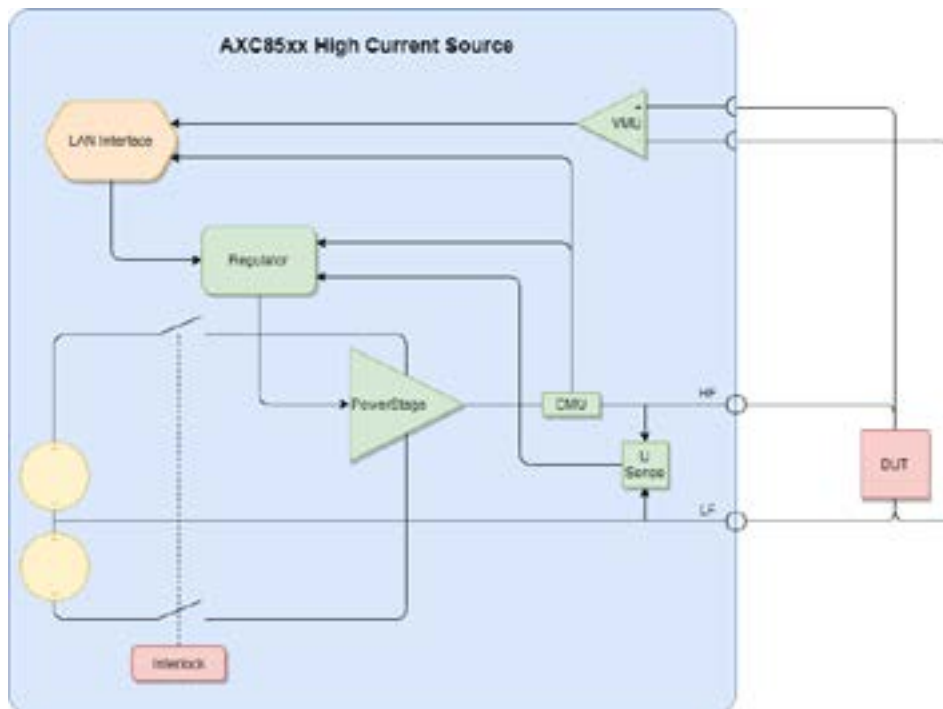 AXC85xx High Current Source
LAN Interface
VMU
Regulator
PowerStage
CMU
HF
U
Sense
DUT
LF
Interlock